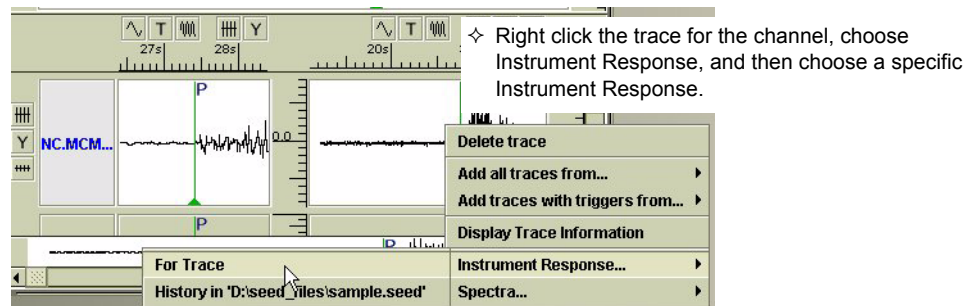 T Y T
27s 28s 20s
✧ Right click the trace for the channel, choose
Instrument Response, and then choose a specific
Instrument Response.
P
Y NC.MCM... 0.0
Delete trace
Add all traces from...
Add traces with triggers from...
P
Display Trace Information
P
For Trace
Instrument Response...
History in 'D:\seed_files\sample.seed'
Spectra...